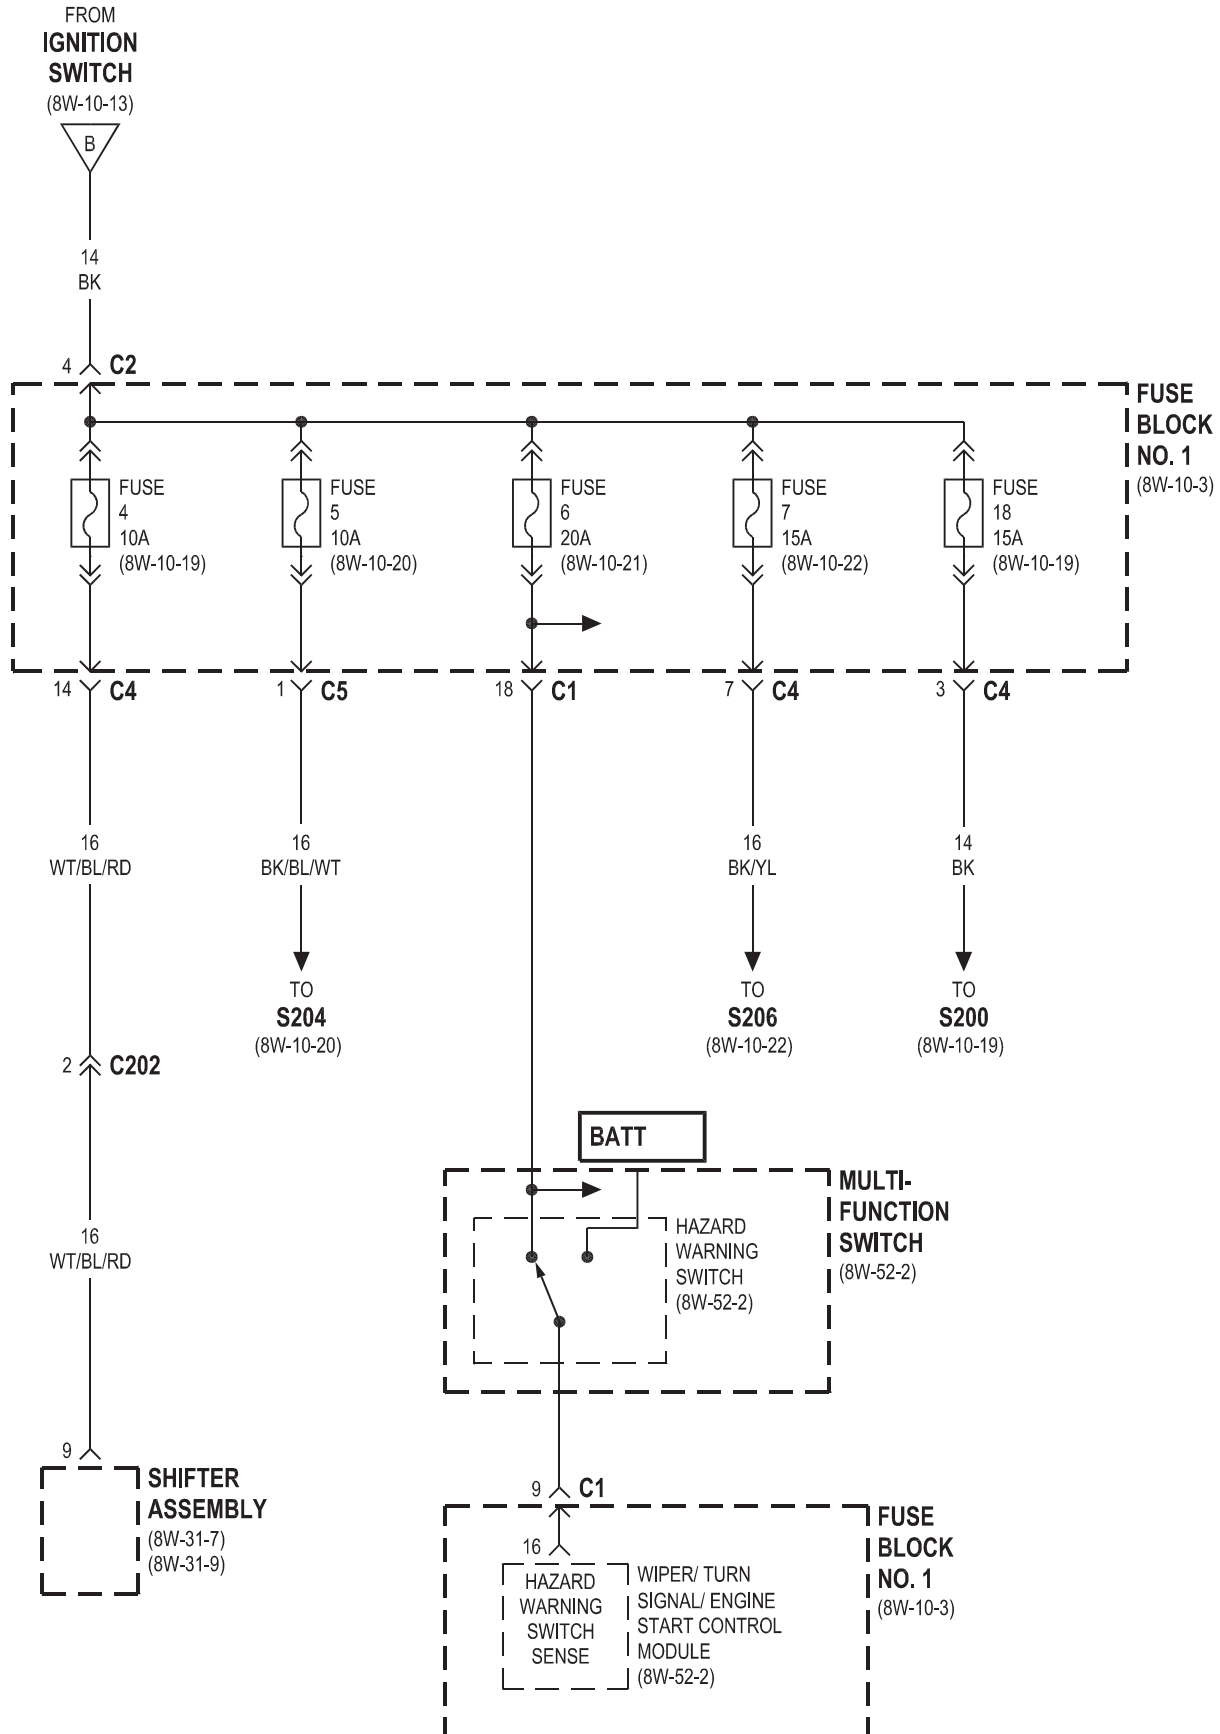 FROM
IGNITION
SWITCH
(8W-10-13)
B
14
BK
4 C2
FUSE
BLOCK
NO. 1
(8W-10-3)
FUSE
4
10A
(8W-10-19)
FUSE
5
10A
(8W-10-20)
FUSE
6
20A
(8W-10-21)
FUSE
7
15A
(8W-10-22)
FUSE
18
15A
(8W-10-19)
14 C4
1 C5
18 C1
7 C4
3 C4
16
WT/BL/RD
16
BK/BL/WT
16
BK/YL
14
BK
TO
S204
(8W-10-20)
TO
S206
(8W-10-22)
TO
S200
(8W-10-19)
2 C202
BATT
MULTI-
FUNCTION
SWITCH
(8W-52-2)
HAZARD
WARNING
SWITCH
(8W-52-2)
16
WT/BL/RD
9
SHIFTER
ASSEMBLY
(8W-31-7)
(8W-31-9)
9 C1
FUSE
BLOCK
NO. 1
(8W-10-3)
16
HAZARD
WARNING
SWITCH
SENSE
WIPER/ TURN
SIGNAL/ ENGINE
START CONTROL
MODULE
(8W-52-2)